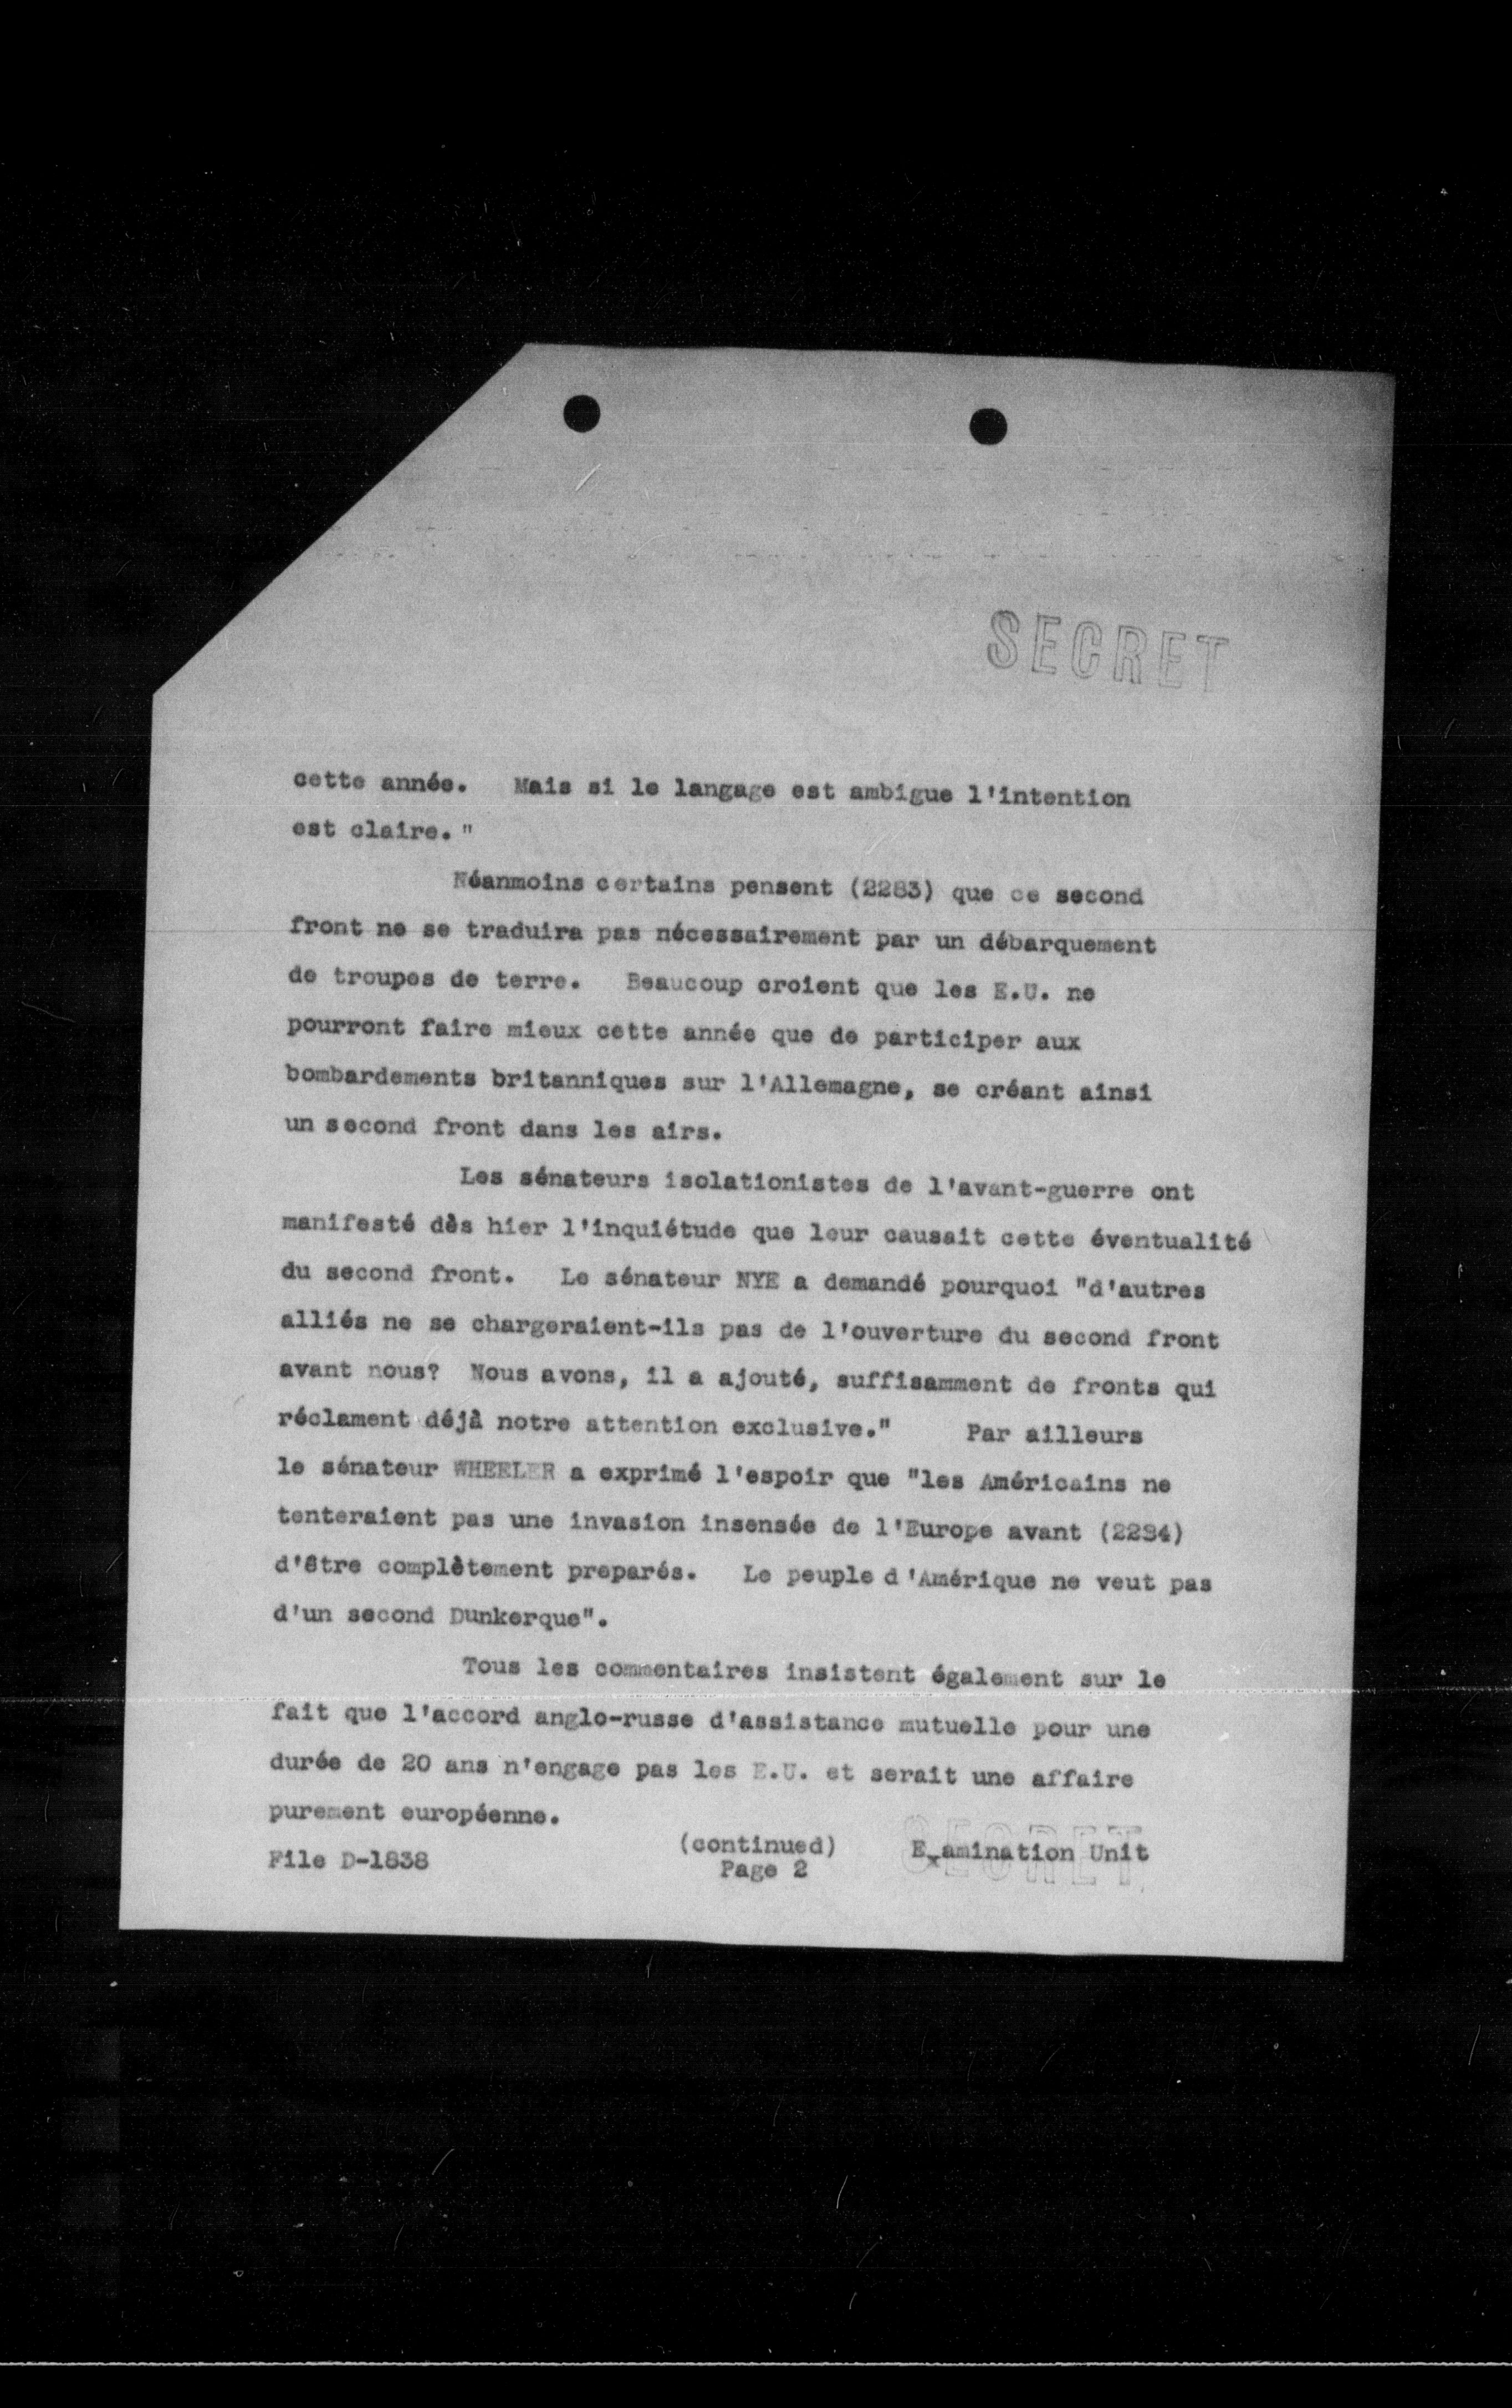 SECRET
cette année. Mais si le langage est ambigue l'intention
est claire."
Néanmoins certains pensent (2283) que ce second
front ne se traduira pas nécessairement par un débarquement
de troupes de terre. Beaucoup croient que les E.U. ne
pourront faire mieux cette année que de participer aux
bombardements britanniques sur l'Allemagne, se créant ainsi
un second front dans les airs.
Les sénateurs isolationistes de l'avant-guerre ont
manifesté dès hier l'inquiétude que leur causait cette éventualité
du second front. Le sénateur NYE a demandé pourquoi "d'autres
alliés ne se chargeraient-ils pas de l'ouverture du second front
avant nous? Nous avons, il a ajouté, suffisamment de fronts qui
réclament déjà notre attention exclusive." Par ailleurs
le sénateur WHEELER a exprimé l'espoir que "les Américains ne
tenteraient pas une invasion insensée de l'Europe avant (2284)
d'être complètement preparés. Le peuple d'Amérique ne veut pas
d'un second Dunkerque".
Tous les commentaires insistent également sur le
fait que l'accord anglo-russe d'assistance mutuelle pour une
durée de 20 ans n'engage pas les E.U. et serait une affaire
purement européenne.
File D-1838 (continued) Examination Unit
Page 2
SECRET